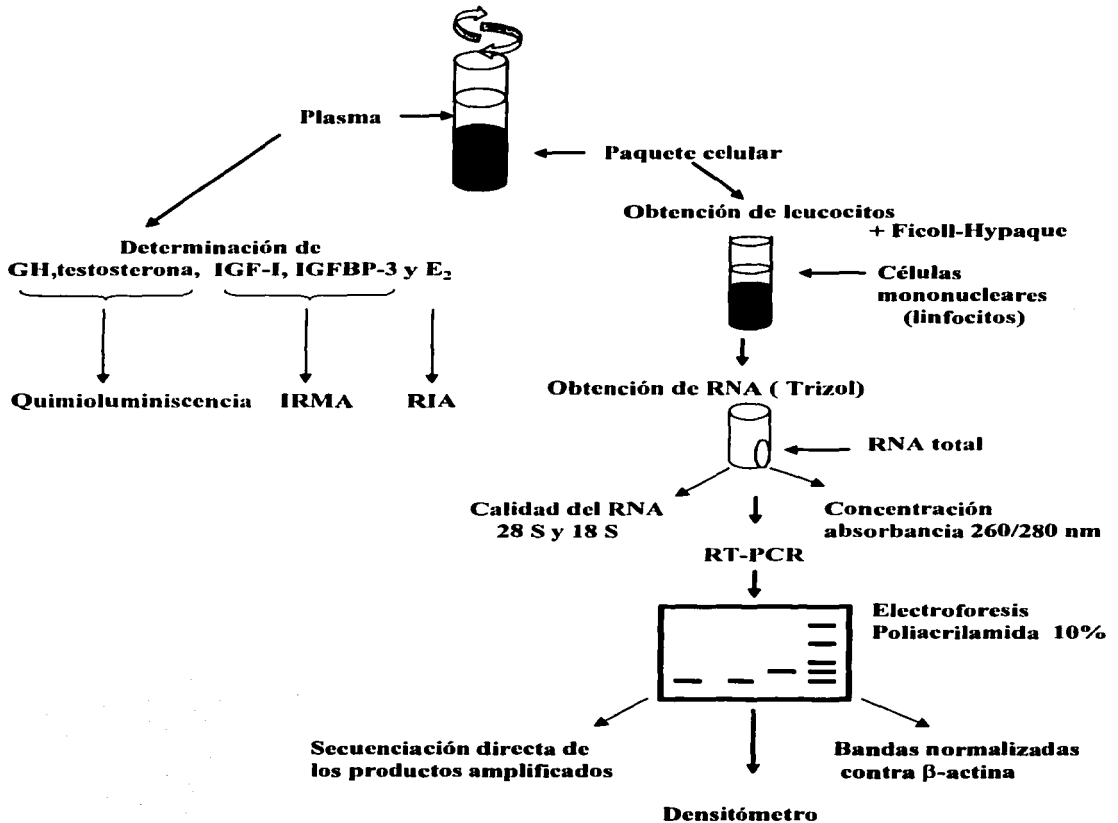 Plasma
Paquete celular
Determinación de
GH,testosterona, IGF-I, IGFBP-3 y E₂
Quimioluminiscencia IRMA RIA
Obtención de leucocitos
+ Ficoll-Hypaque
Células
mononucleares
(linfocitos)
Obtención de RNA ( Trizol)
RNA total
Calidad del RNA
28 S y 18 S
Concentración
absorbancia 260/280 nm
RT-PCR
Electroforesis
Poliacrilamida 10%
Secuenciación directa de
los productos amplificados
Bandas normalizadas
contra β-actina
Densitómetro